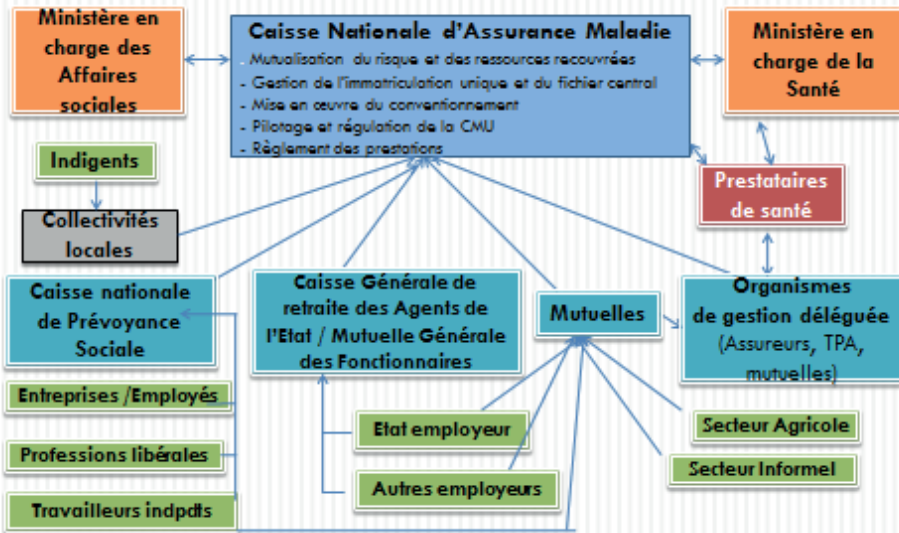 Ministère en
charge des
Affaires
sociales
Caisse Nationale d'Assurance Maladie
. Mutualisation du risque et des ressources recouvrées
- Gestion de l'immatriculation unique et du fichier central
- Mise en œuvre du conventionnement
- Pilotage et régulation de la CMU
- Règlement des prestations
Ministère en
charge de la
Santé
Indigents
Prestataires
de santé
Collectivités
locales
Caisse nationale
de Prévoyance
Sociale
Caisse Générale de
retraite des Agents de
l'Etat / Mutuelle Générale
des Fonctionnaires
Mutuelles
Organismes
de gestion déléguée
(Assureurs, TPA,
mutuelles)
Entreprises /Employés
Etat employeur
Secteur Agricole
Professions libérales
Secteur Informel
Autres employeurs
Travailleurs indpdts